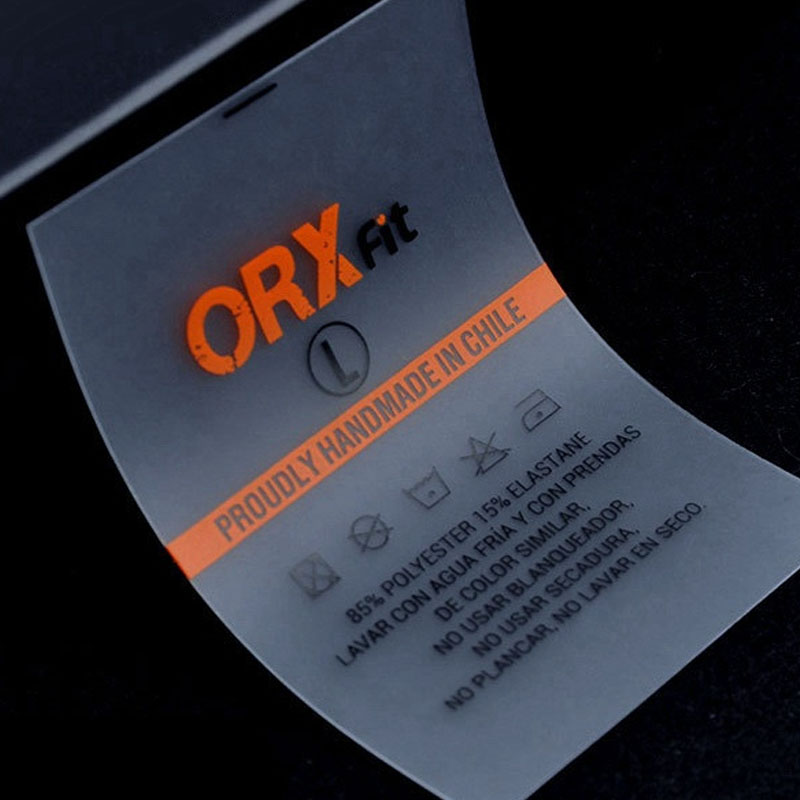 ORX fit
L
PROUDLY HANDMADE IN CHILE
85% POLYESTER 15% ELASTANE
LAVAR CON AGUA FRÍA Y CON PRENDAS
DE COLOR SIMILAR,
NO USAR BLANQUEADOR,
NO USAR SECADURA,
NO PLANCAR, NO LAVAR EN SECO.